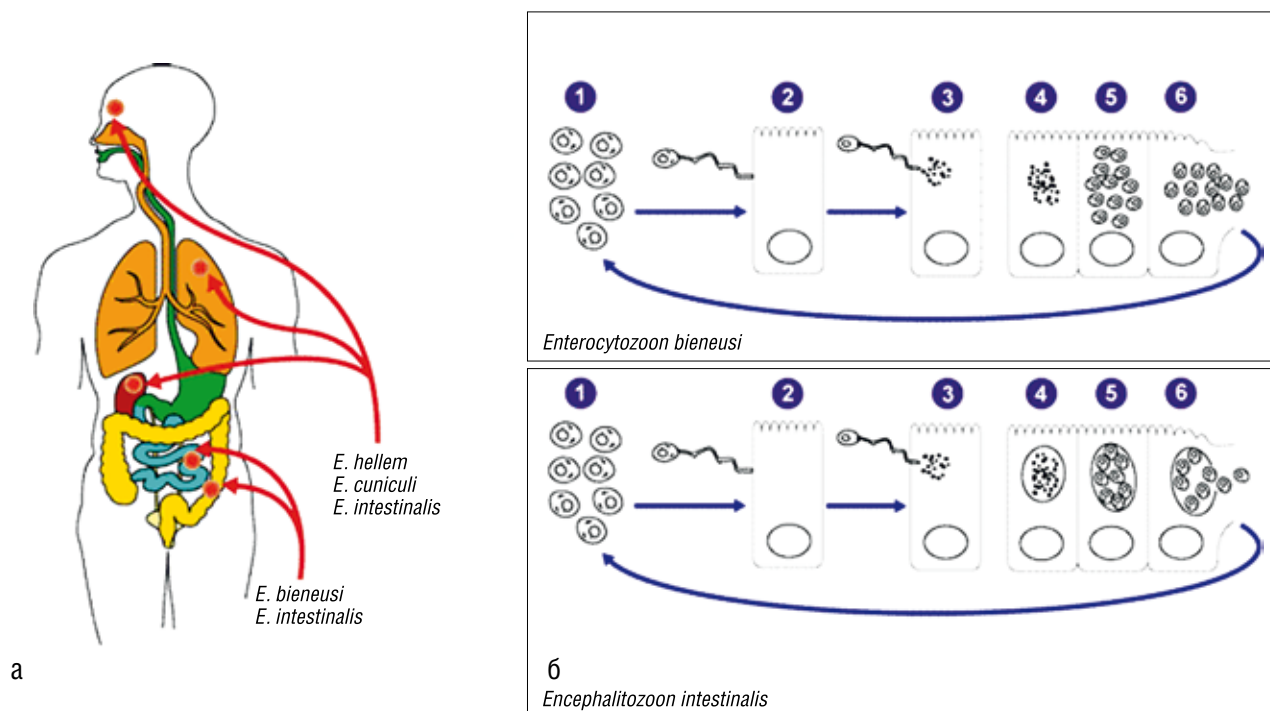 E. hellem
E. cuniculi
E. intestinalis
E. bieneusi
E. intestinalis
а
1 2 3 4 5 6
Enterocytozoon bieneusi
1 2 3 4 5 6
б
Encephalitozoon intestinalis